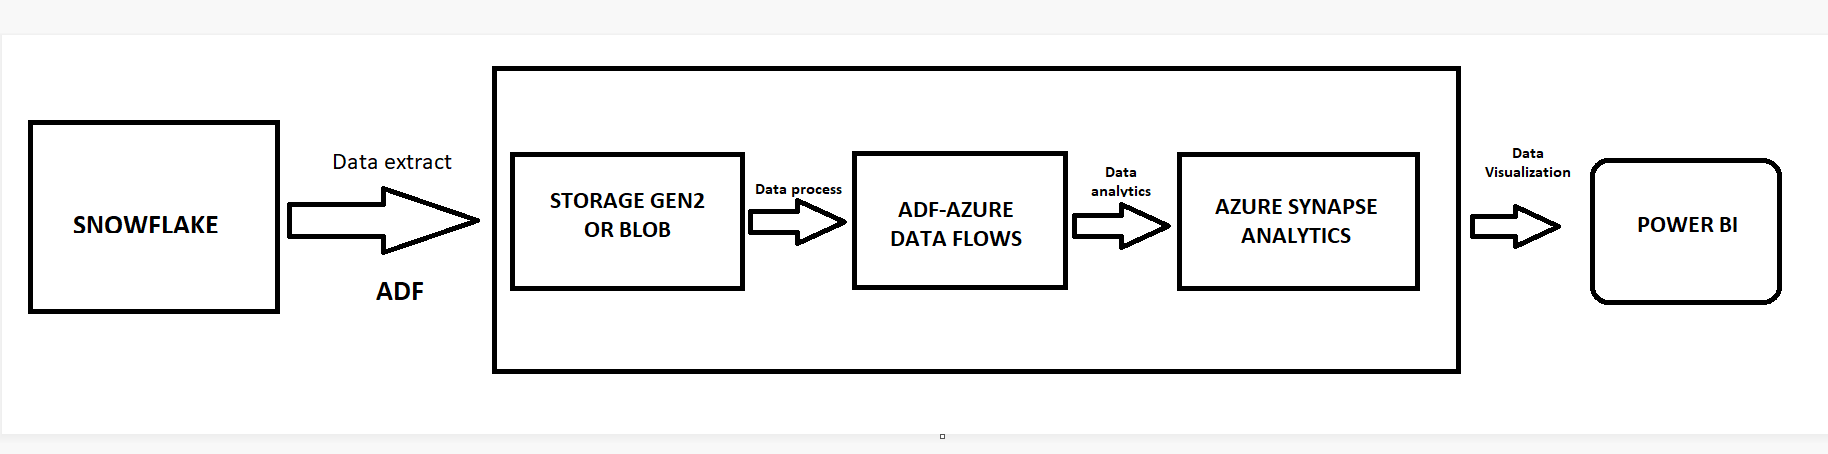 SNOWFLAKE
Data extract
ADF
STORAGE GEN2
OR BLOB
Data process
ADF-AZURE
DATA FLOWS
Data
analytics
AZURE SYNAPSE
ANALYTICS
Data
Visualization
POWER BI